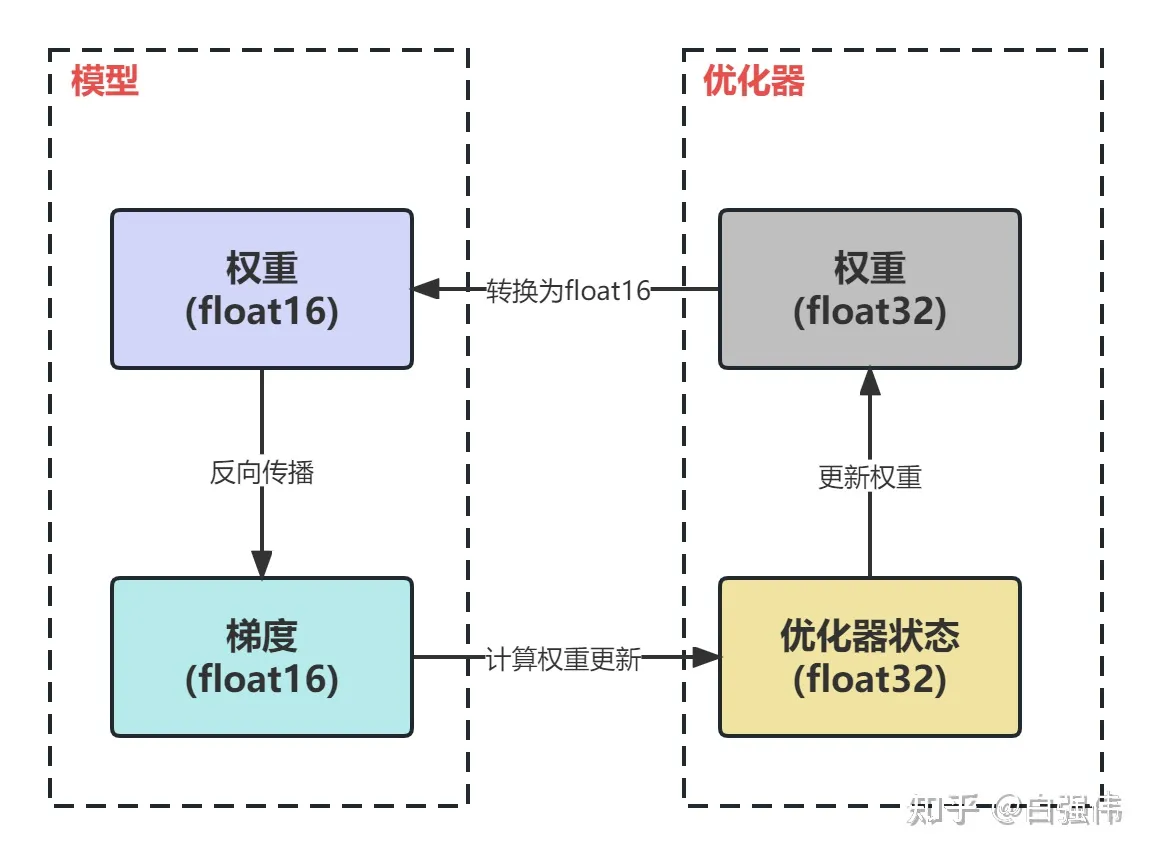 模型
优化器
权重
(float16)
转换为float16
权重
(float32)
反向传播
更新权重
梯度
(float16)
计算权重更新
优化器状态
(float32)
知乎 @白强伟